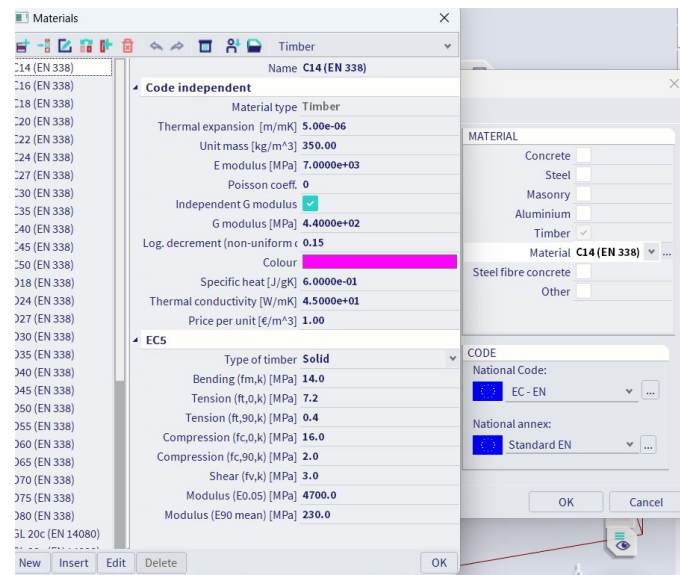 Materials
Timber
C14 (EN 338)
C16 (EN 338)
C18 (EN 338)
C20 (EN 338)
C22 (EN 338)
C24 (EN 338)
C27 (EN 338)
C30 (EN 338)
C35 (EN 338)
C40 (EN 338)
C45 (EN 338)
C50 (EN 338)
D18 (EN 338)
D24 (EN 338)
D27 (EN 338)
D30 (EN 338)
D35 (EN 338)
D40 (EN 338)
D45 (EN 338)
D50 (EN 338)
D55 (EN 338)
D60 (EN 338)
D65 (EN 338)
D70 (EN 338)
D75 (EN 338)
D80 (EN 338)
GL 20c (EN 14080)
Name C14 (EN 338)
Code independent
Material type Timber
Thermal expansion [m/mK] 5.00e-06
Unit mass [kg/m^3] 350.00
E modulus [MPa] 7.0000e+03
Poisson coeff. 0
Independent G modulus
G modulus [MPa] 4.4000e+02
Log. decrement (non-uniform 0.15
Colour
Specific heat [J/gK] 6.0000e-01
Thermal conductivity [W/mK] 4.5000e+01
Price per unit [€/m^3] 1.00
EC5
Type of timber Solid
Bending (fm,k) [MPa] 14.0
Tension (ft,0,k) [MPa] 7.2
Tension (ft,90,k) [MPa] 0.4
Compression (fc,0,k) [MPa] 16.0
Compression (fc,90,k) [MPa] 2.0
Shear (fv,k) [MPa] 3.0
Modulus (E0.05) [MPa] 4700.0
Modulus (E90 mean) [MPa] 230.0
New Insert Edit Delete OK
MATERIAL
Concrete
Steel
Masonry
Aluminium
Timber
Material C14 (EN 338) ...
Steel fibre concrete
Other
CODE
National Code:
EC - EN ...
National annex:
Standard EN ...
OK Cancel